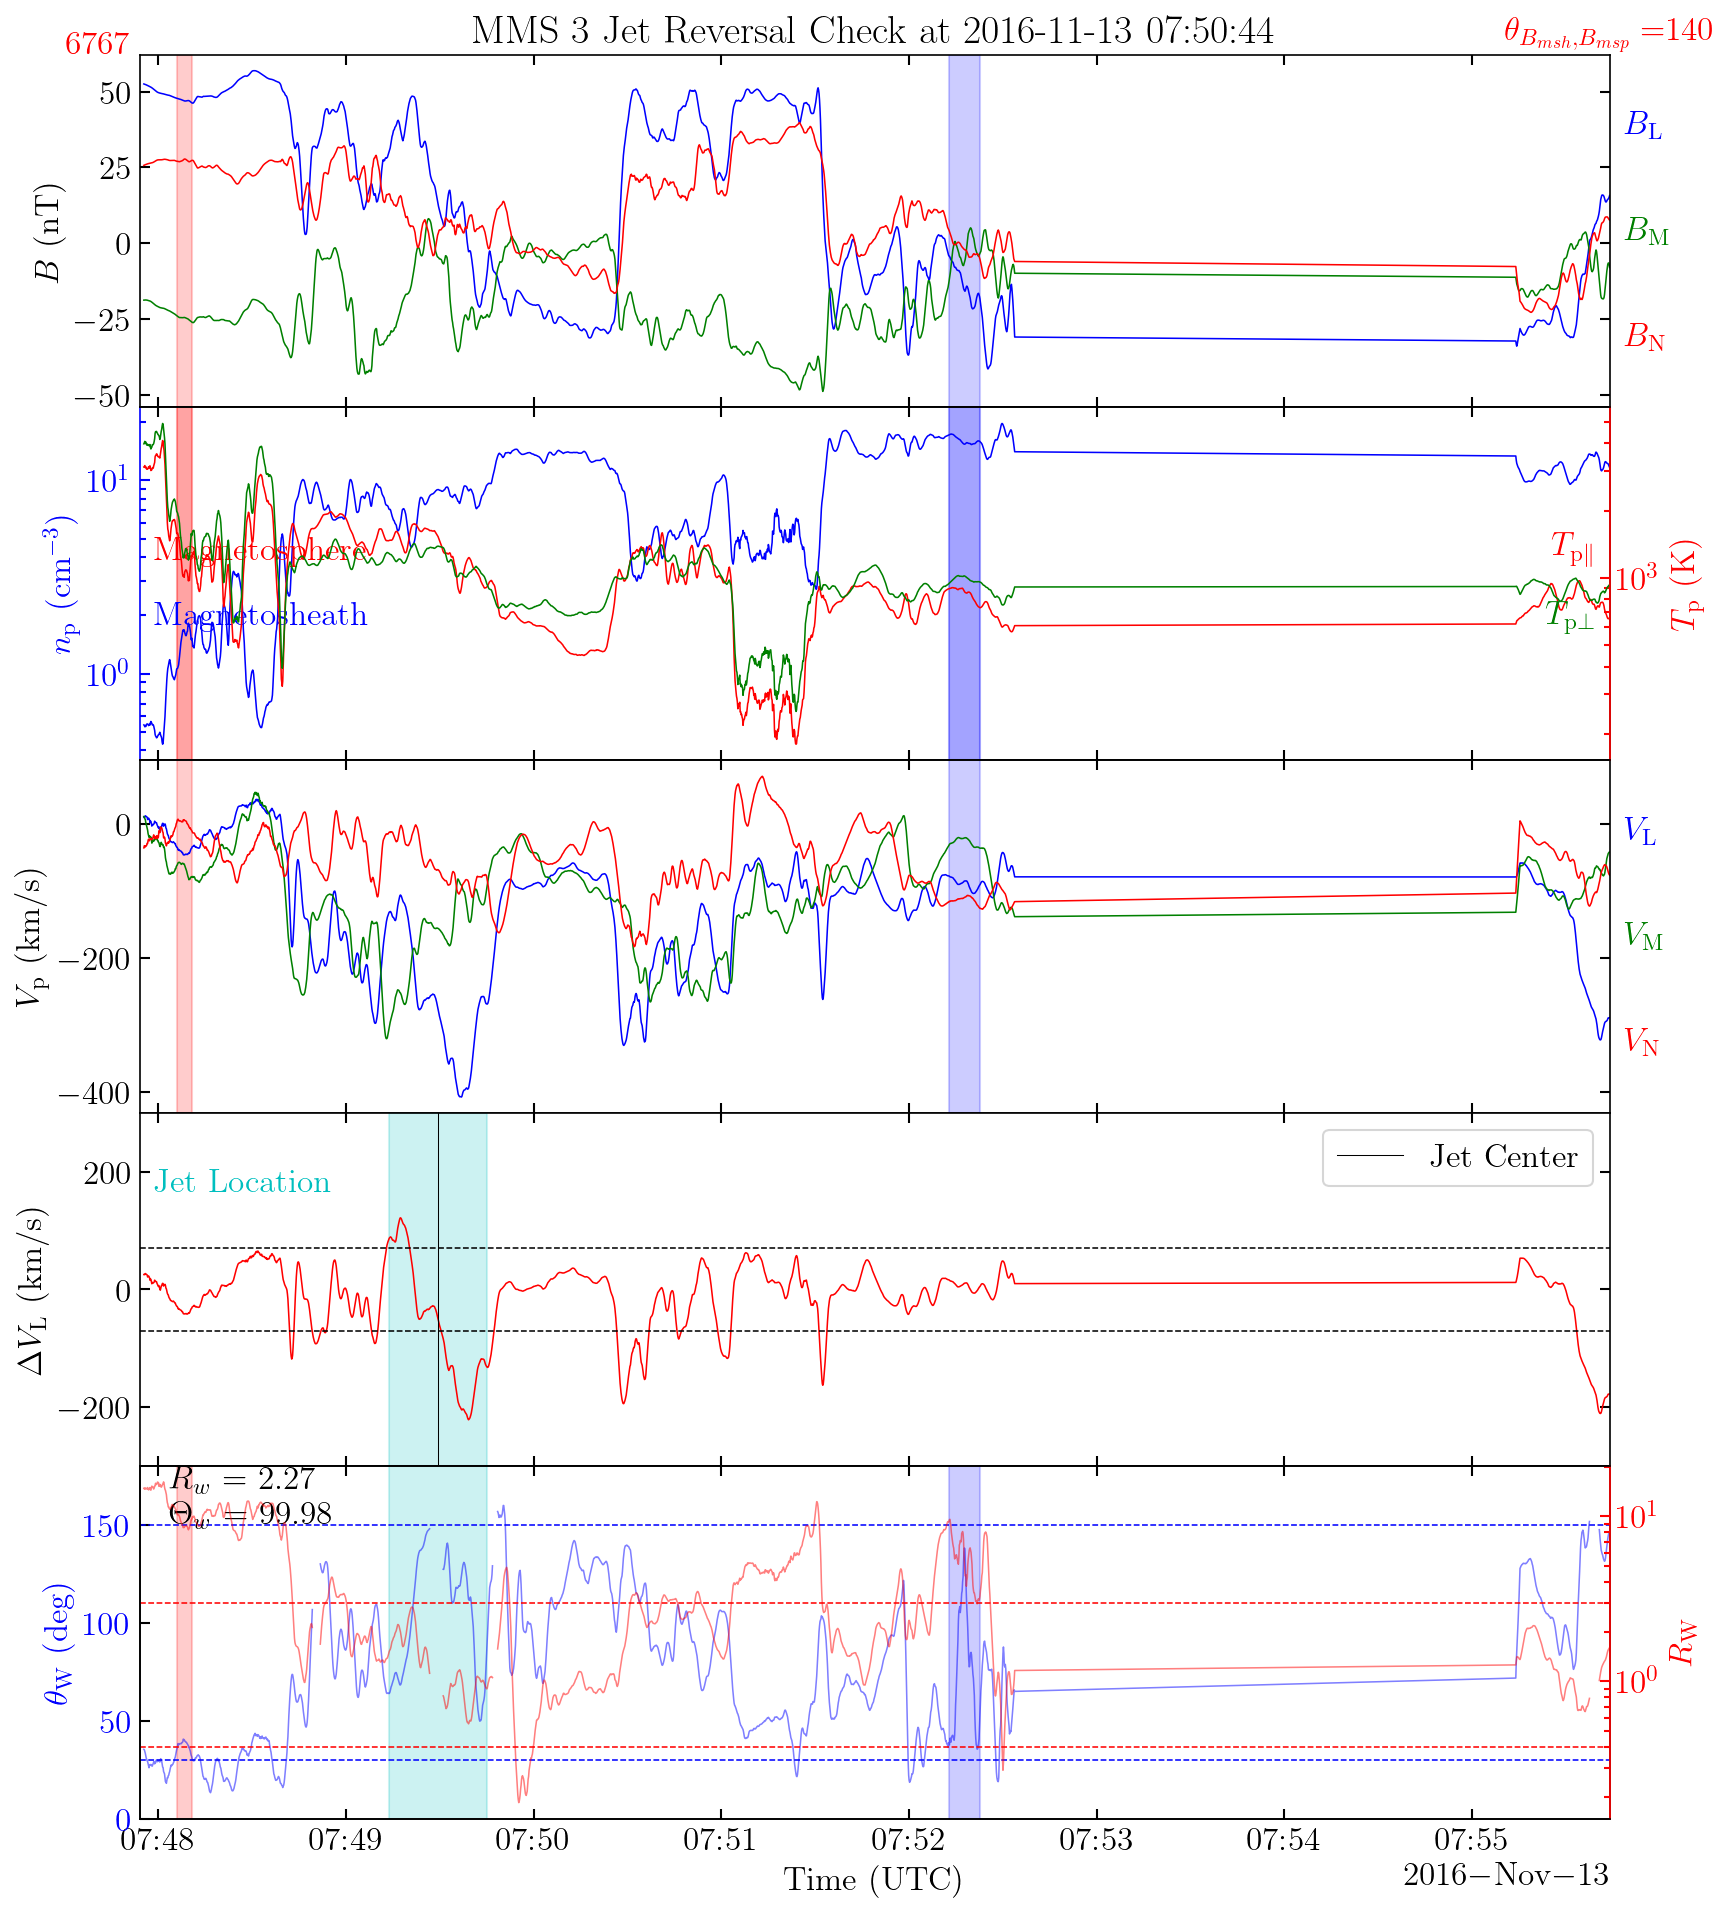 MMS 3 Jet Reversal Check at 2016-11-13 07:50:44
6767
θ_{B_{msh},B_{msp}} =140
B (nT)
50
25
0
−25
−50
B_L
B_M
B_N
n_p (cm^{−3})
10^1
10^0
Magnetosphere
Magnetosheath
T_{p∥}
T_{p⊥}
10^3
T_p (K)
V_p (km/s)
0
−200
−400
V_L
V_M
V_N
ΔV_L (km/s)
200
0
−200
Jet Location
Jet Center
R_w = 2.27
Θ_w = 99.98
θ_W (deg)
150
100
50
0
10^1
10^0
R_W
07:48 07:49 07:50 07:51 07:52 07:53 07:54 07:55
Time (UTC)
2016−Nov−13